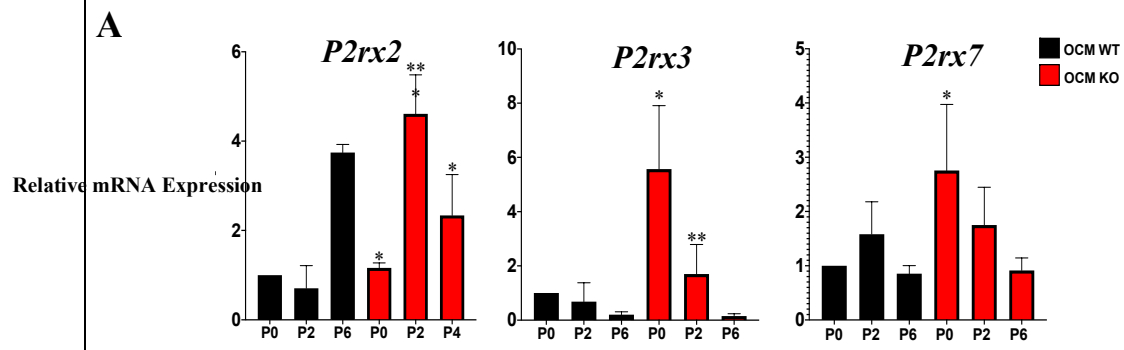 A
P2rx2
P2rx3
P2rx7
OCM WT
OCM KO
Relative mRNA Expression
6
4
2
0
**
*
*
*
P0 P2 P6 P0 P2 P4
10
8
6
4
2
0
*
**
P0 P2 P6 P0 P2 P6
5
4
3
2
1
0
*
P0 P2 P6 P0 P2 P6